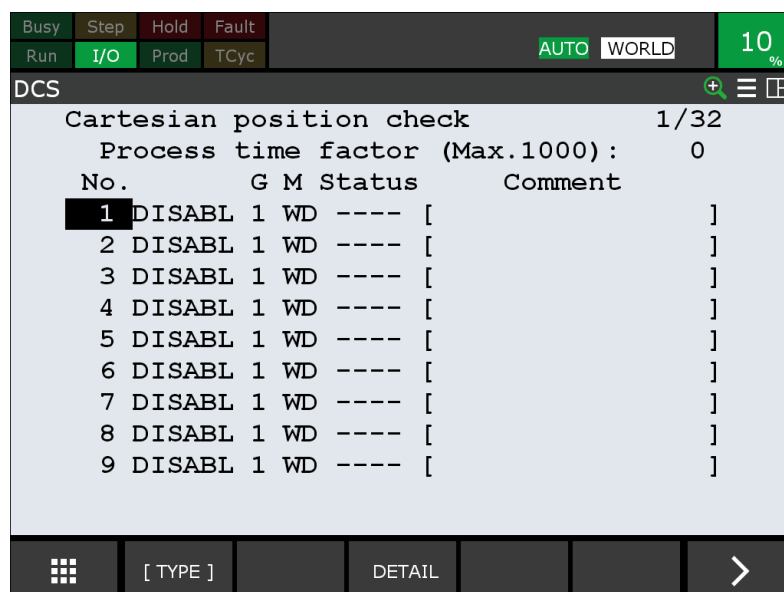 Busy Step Hold Fault
Run I/O Prod TCyc AUTO WORLD 10 %
DCS
Cartesian position check 1/32
Process time factor (Max.1000): 0
No. G M Status Comment
1 DISABL 1 WD ---- [ ]
2 DISABL 1 WD ---- [ ]
3 DISABL 1 WD ---- [ ]
4 DISABL 1 WD ---- [ ]
5 DISABL 1 WD ---- [ ]
6 DISABL 1 WD ---- [ ]
7 DISABL 1 WD ---- [ ]
8 DISABL 1 WD ---- [ ]
9 DISABL 1 WD ---- [ ]
[ TYPE ] DETAIL